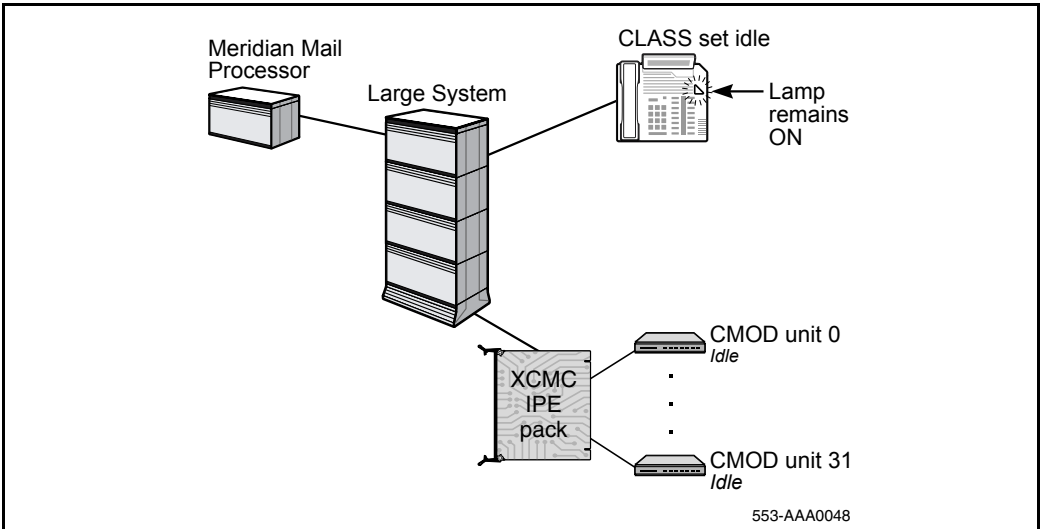 Meridian Mail
Processor
Large System
CLASS set idle
Lamp
remains
ON
XCMC
IPE
pack
CMOD unit 0
Idle
CMOD unit 31
Idle
553-AAA0048